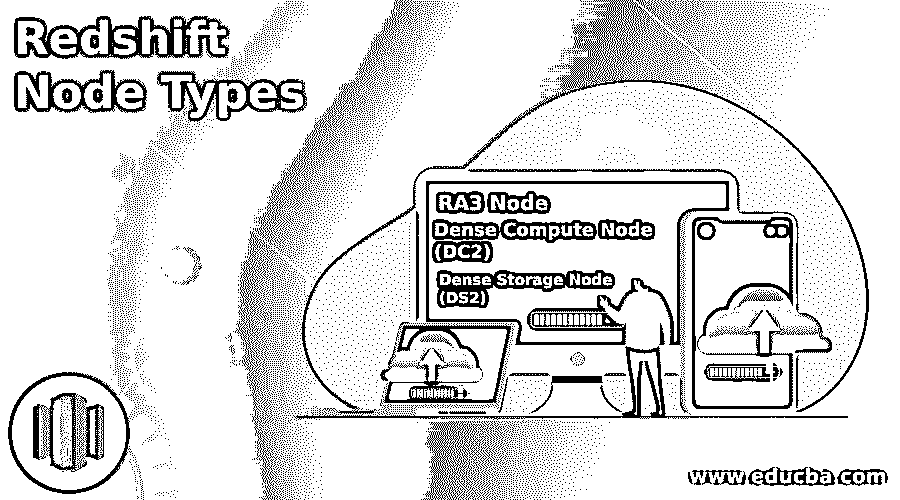 Redshift
Node Types
RA3 Node
Dense Compute Node
(DC2)
Dense Storage Node
(DS2)
www.educba.com